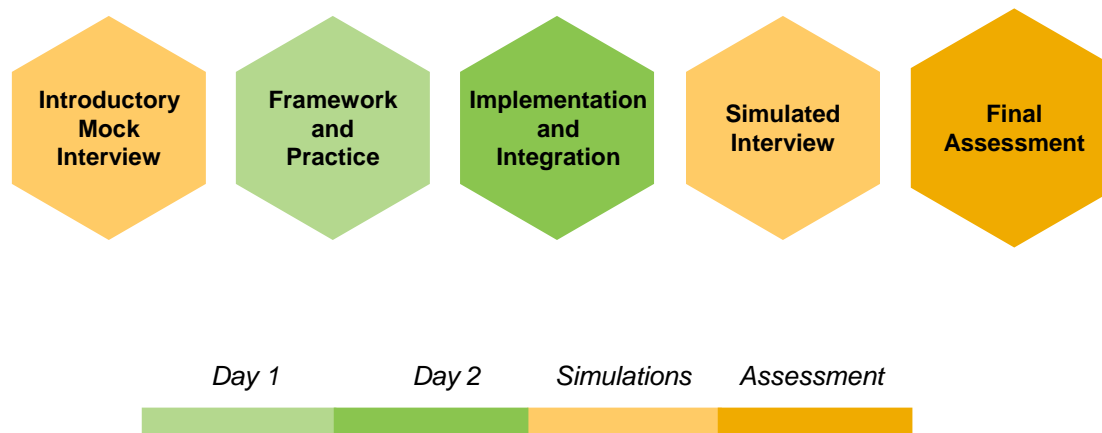 Introductory
Mock
Interview
Framework
and
Practice
Implementation
and
Integration
Simulated
Interview
Final
Assessment
Day 1
Day 2
Simulations
Assessment